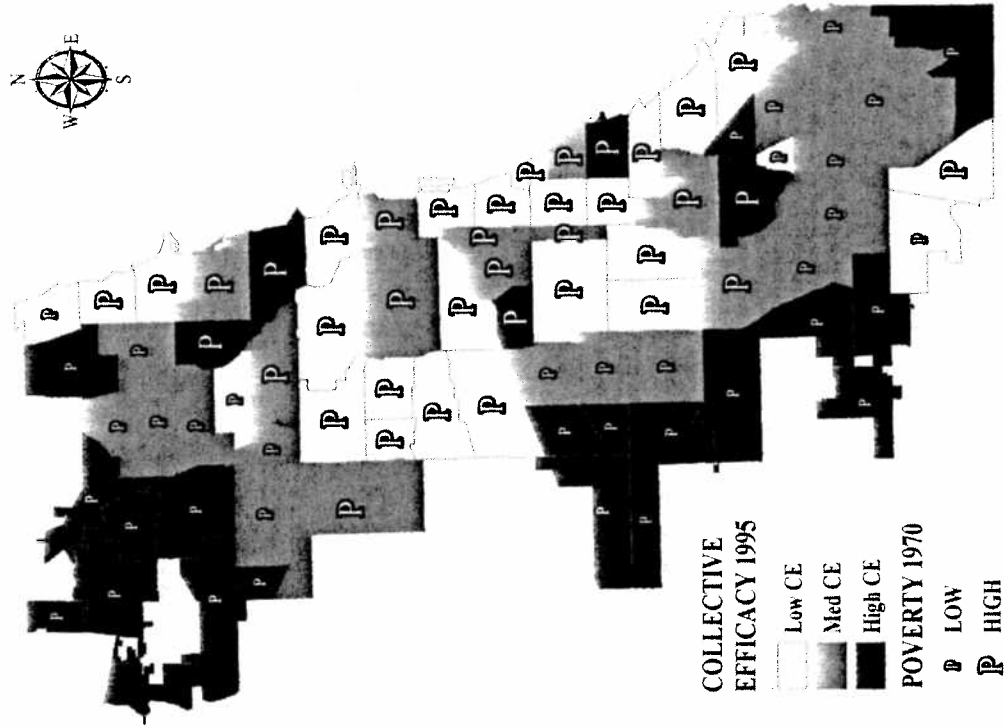 N
W E
S
COLLECTIVE
EFFICACY 1995
Low CE
Med CE
High CE
POVERTY 1970
P LOW
P HIGH